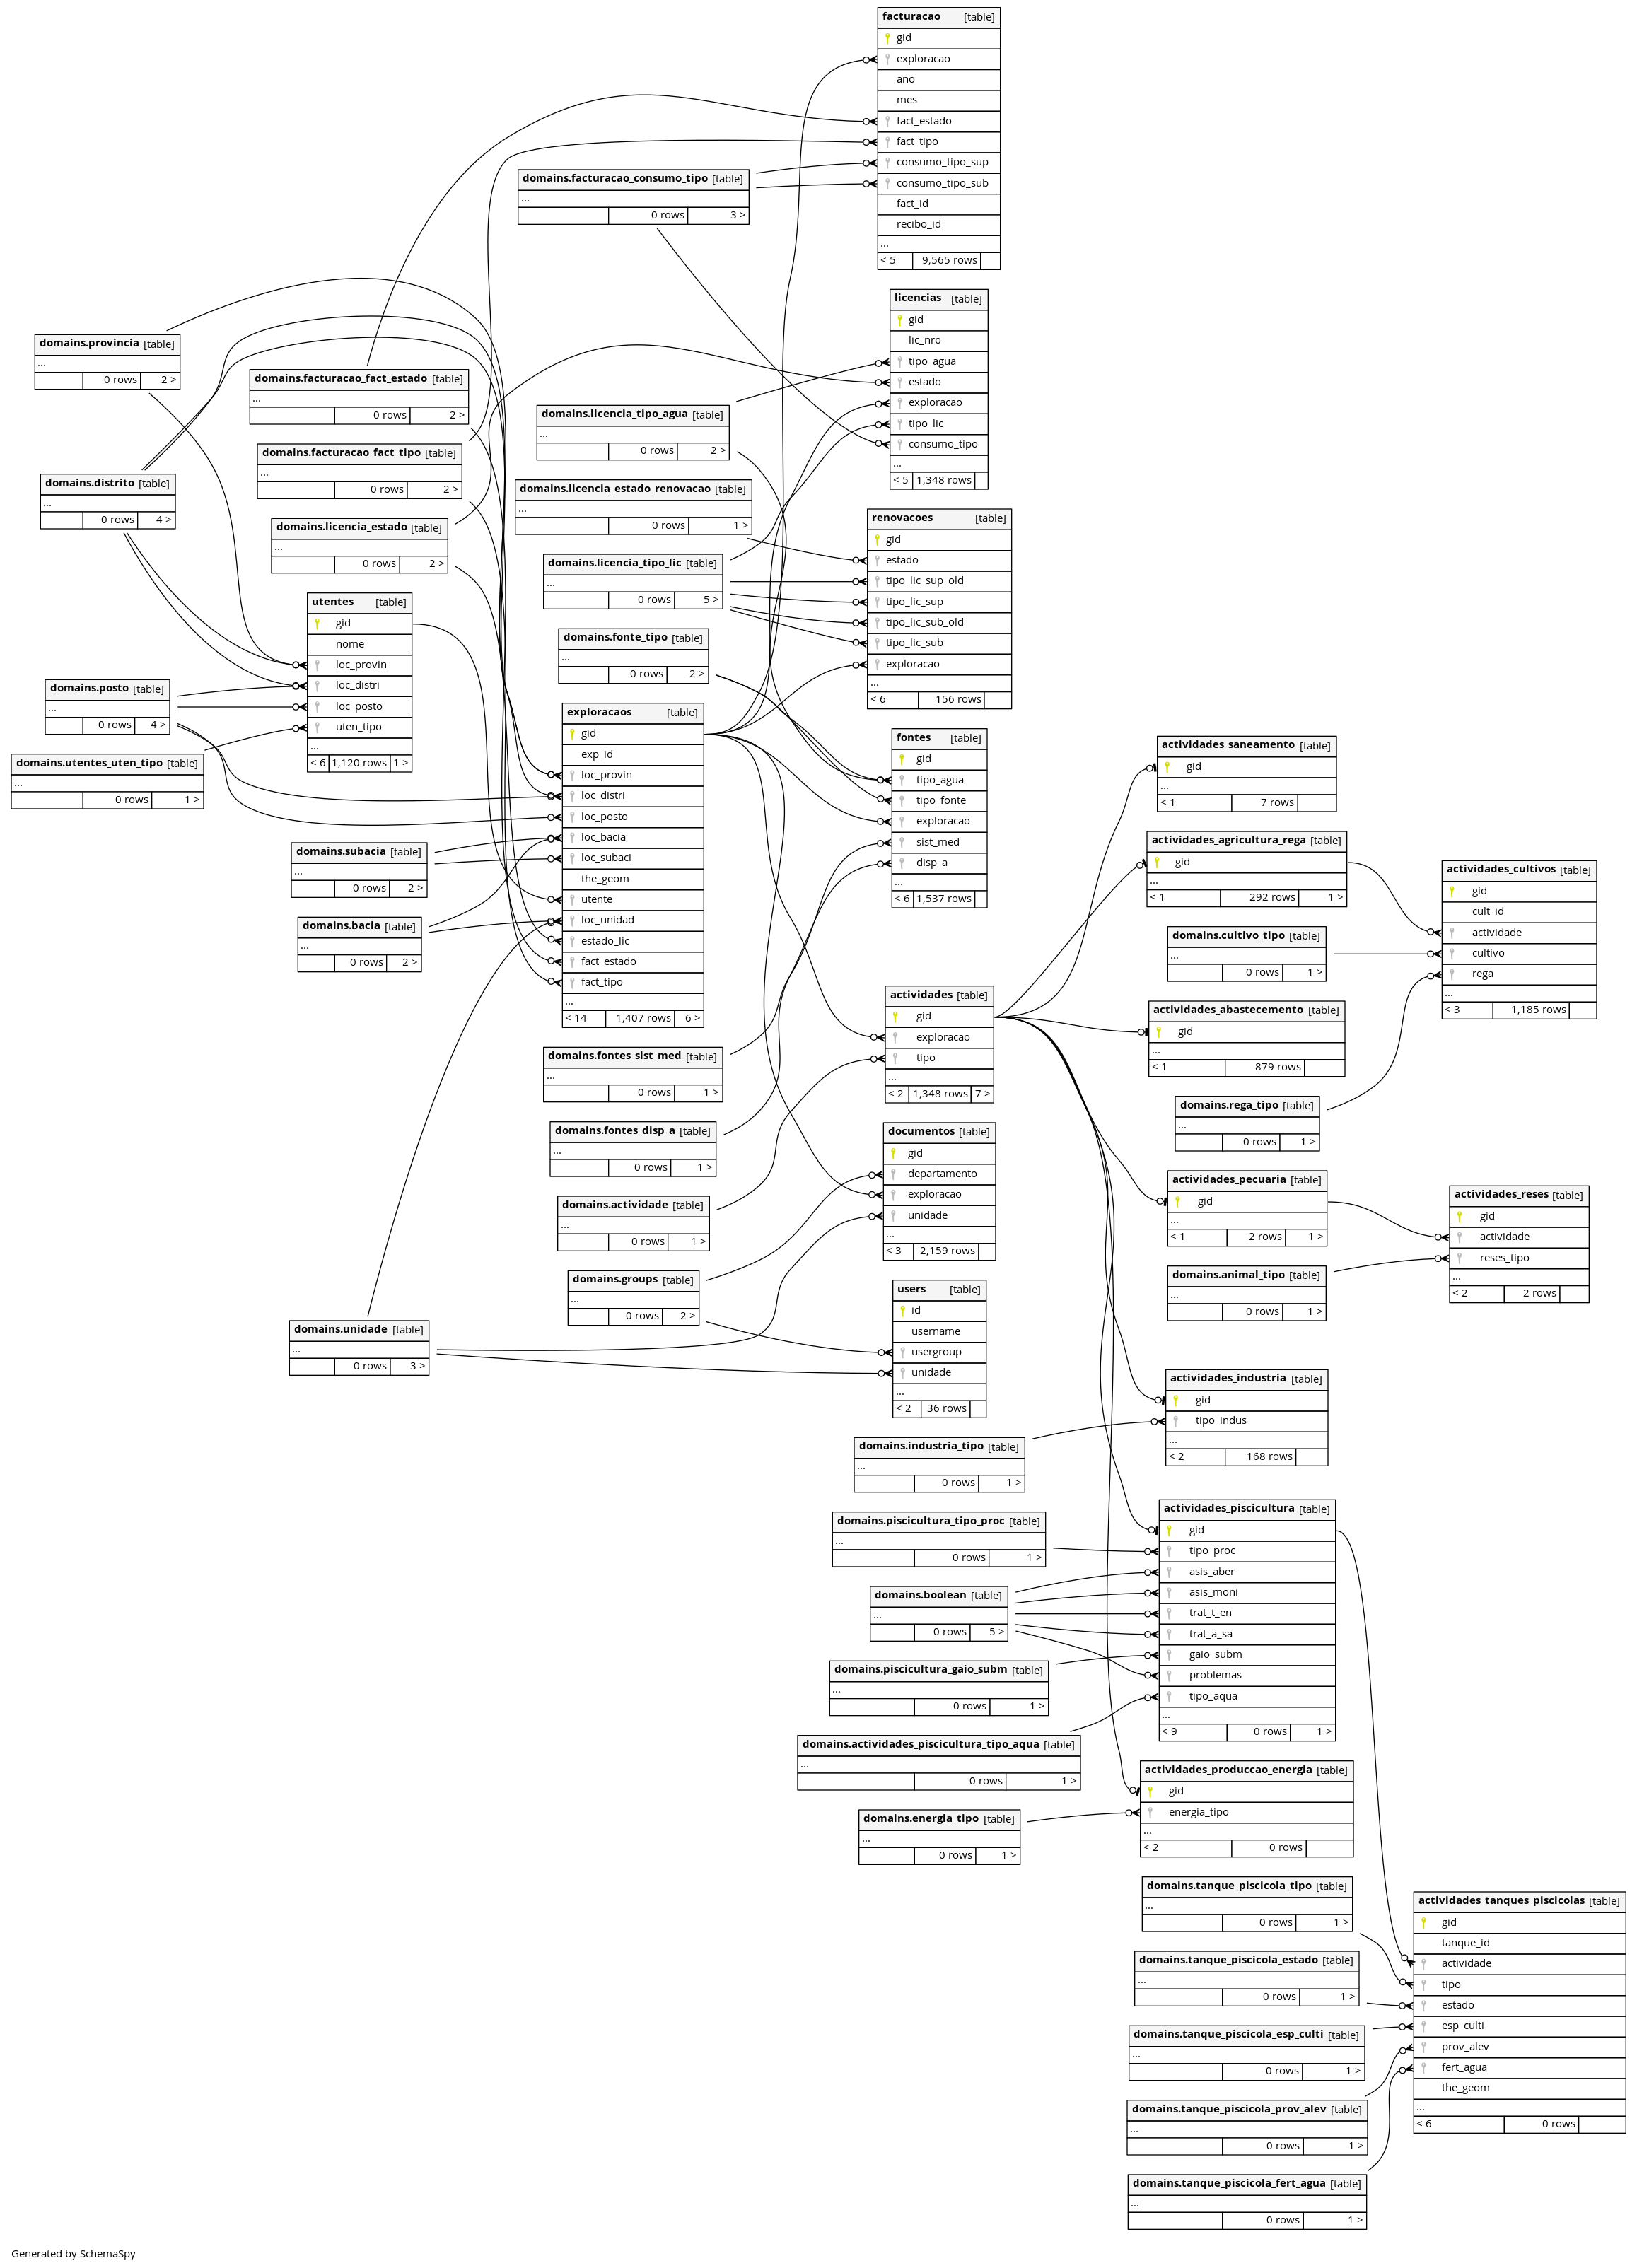 facturacao [table]
gid
exploracao
ano
mes
fact_estado
fact_tipo
consumo_tipo_sup
consumo_tipo_sub
fact_id
recibo_id
...
< 5 9,565 rows
domains.facturacao_consumo_tipo [table]
...
0 rows 3 >
licencias [table]
gid
lic_nro
tipo_agua
estado
exploracao
tipo_lic
consumo_tipo
...
< 5 1,348 rows
domains.provincia [table]
...
0 rows 2 >
domains.facturacao_fact_estado [table]
...
0 rows 2 >
domains.licencia_tipo_agua [table]
...
0 rows 2 >
domains.facturacao_fact_tipo [table]
...
0 rows 2 >
domains.distrito [table]
...
0 rows 4 >
domains.licencia_estado_renovacao [table]
...
0 rows 1 >
domains.licencia_estado [table]
...
0 rows 2 >
renovacoes [table]
gid
estado
tipo_lic_sup_old
tipo_lic_sup
tipo_lic_sub_old
tipo_lic_sub
exploracao
...
< 6 156 rows
domains.licencia_tipo_lic [table]
...
0 rows 5 >
utentes [table]
gid
nome
loc_provin
loc_distri
loc_posto
uten_tipo
...
< 6 1,120 rows 1 >
domains.fonte_tipo [table]
...
0 rows 2 >
domains.posto [table]
...
0 rows 4 >
domains.utentes_uten_tipo [table]
...
0 rows 1 >
exploracaos [table]
gid
exp_id
loc_provin
loc_distri
loc_posto
loc_bacia
loc_subaci
the_geom
utente
loc_unidad
estado_lic
fact_estado
fact_tipo
...
< 14 1,407 rows 6 >
fontes [table]
gid
tipo_agua
tipo_fonte
exploracao
sist_med
disp_a
...
< 6 1,537 rows
actividades_saneamento [table]
gid
...
< 1 7 rows
actividades_agricultura_rega [table]
gid
...
< 1 292 rows 1 >
actividades_cultivos [table]
gid
cult_id
actividade
cultivo
rega
...
< 3 1,185 rows
domains.subacia [table]
...
0 rows 2 >
domains.bacia [table]
...
0 rows 2 >
domains.cultivo_tipo [table]
...
0 rows 1 >
actividades [table]
gid
exploracao
tipo
...
< 2 1,348 rows 7 >
actividades_abastecemento [table]
gid
...
< 1 879 rows
domains.fontes_sist_med [table]
...
0 rows 1 >
domains.rega_tipo [table]
...
0 rows 1 >
domains.fontes_disp_a [table]
...
0 rows 1 >
documentos [table]
gid
departamento
exploracao
unidade
...
< 3 2,159 rows
actividades_pecuaria [table]
gid
...
< 1 2 rows 1 >
actividades_reses [table]
gid
actividade
reses_tipo
...
< 2 2 rows
domains.actividade [table]
...
0 rows 1 >
domains.animal_tipo [table]
...
0 rows 1 >
domains.groups [table]
...
0 rows 2 >
users [table]
id
username
usergroup
unidade
...
< 2 36 rows
domains.unidade [table]
...
0 rows 3 >
actividades_industria [table]
gid
tipo_indus
...
< 2 168 rows
domains.industria_tipo [table]
...
0 rows 1 >
actividades_piscicultura [table]
gid
tipo_proc
asis_aber
asis_moni
trat_t_en
trat_a_sa
gaio_subm
problemas
tipo_aqua
...
< 9 0 rows 1 >
domains.piscicultura_tipo_proc [table]
...
0 rows 1 >
domains.boolean [table]
...
0 rows 5 >
domains.piscicultura_gaio_subm [table]
...
0 rows 1 >
domains.actividades_piscicultura_tipo_aqua [table]
...
0 rows 1 >
actividades_produccao_energia [table]
gid
energia_tipo
...
< 2 0 rows
domains.energia_tipo [table]
...
0 rows 1 >
domains.tanque_piscicola_tipo [table]
...
0 rows 1 >
actividades_tanques_piscicolas [table]
gid
tanque_id
actividade
tipo
estado
esp_culti
prov_alev
fert_agua
the_geom
...
< 6 0 rows
domains.tanque_piscicola_estado [table]
...
0 rows 1 >
domains.tanque_piscicola_esp_culti [table]
...
0 rows 1 >
domains.tanque_piscicola_prov_alev [table]
...
0 rows 1 >
domains.tanque_piscicola_fert_agua [table]
...
0 rows 1 >
Generated by SchemaSpy